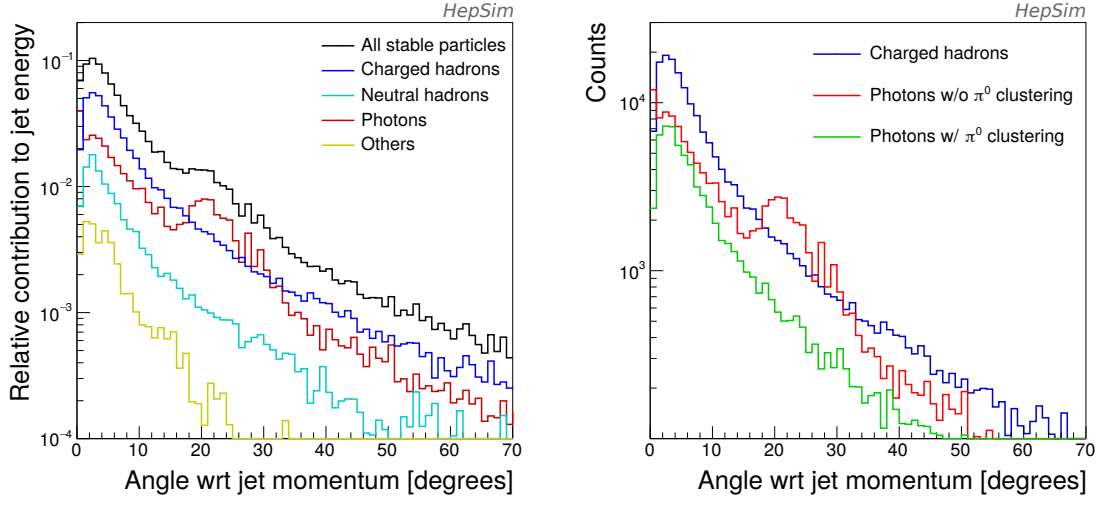 HepSim
Relative contribution to jet energy
10⁻¹
10⁻²
10⁻³
10⁻⁴
All stable particles
Charged hadrons
Neutral hadrons
Photons
Others
0 10 20 30 40 50 60 70
Angle wrt jet momentum [degrees]
HepSim
Counts
10⁴
10³
Charged hadrons
Photons w/o π⁰ clustering
Photons w/ π⁰ clustering
0 10 20 30 40 50 60 70
Angle wrt jet momentum [degrees]